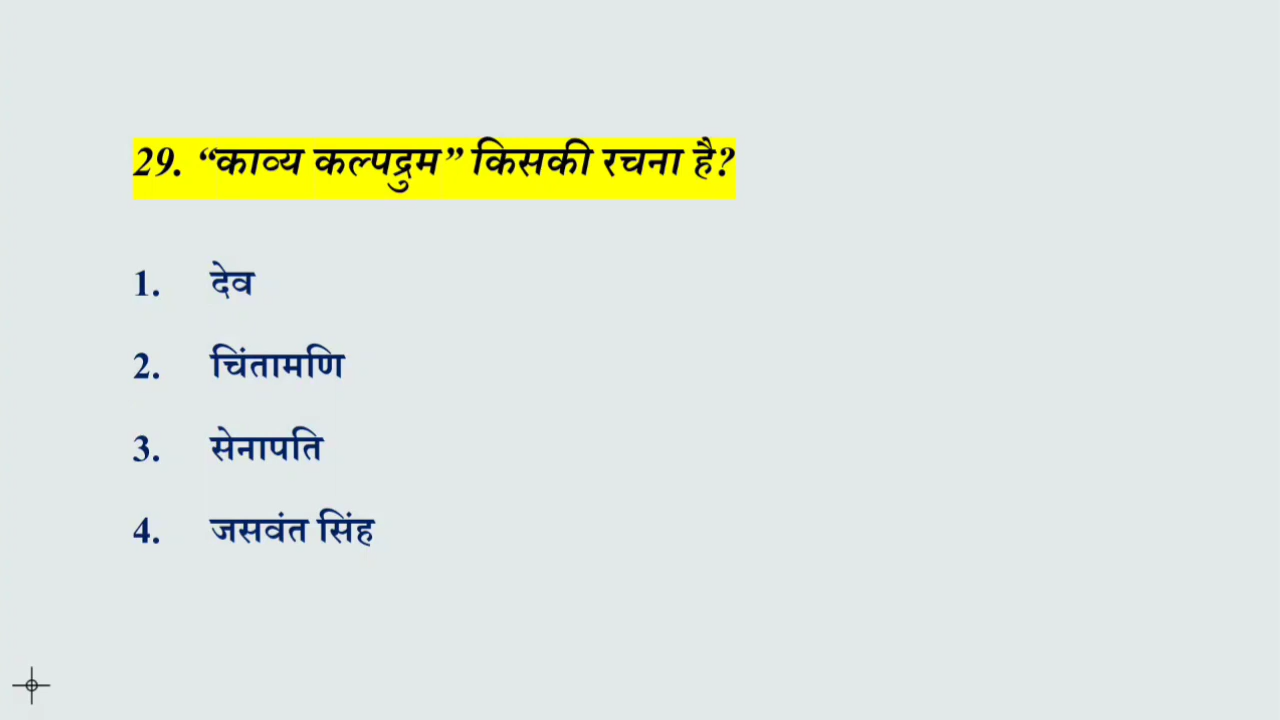 29. “काव्य कल्पद्रुम” किसकी रचना है?
1. देव
2. चिंतामणि
3. सेनापति
4. जसवंत सिंह